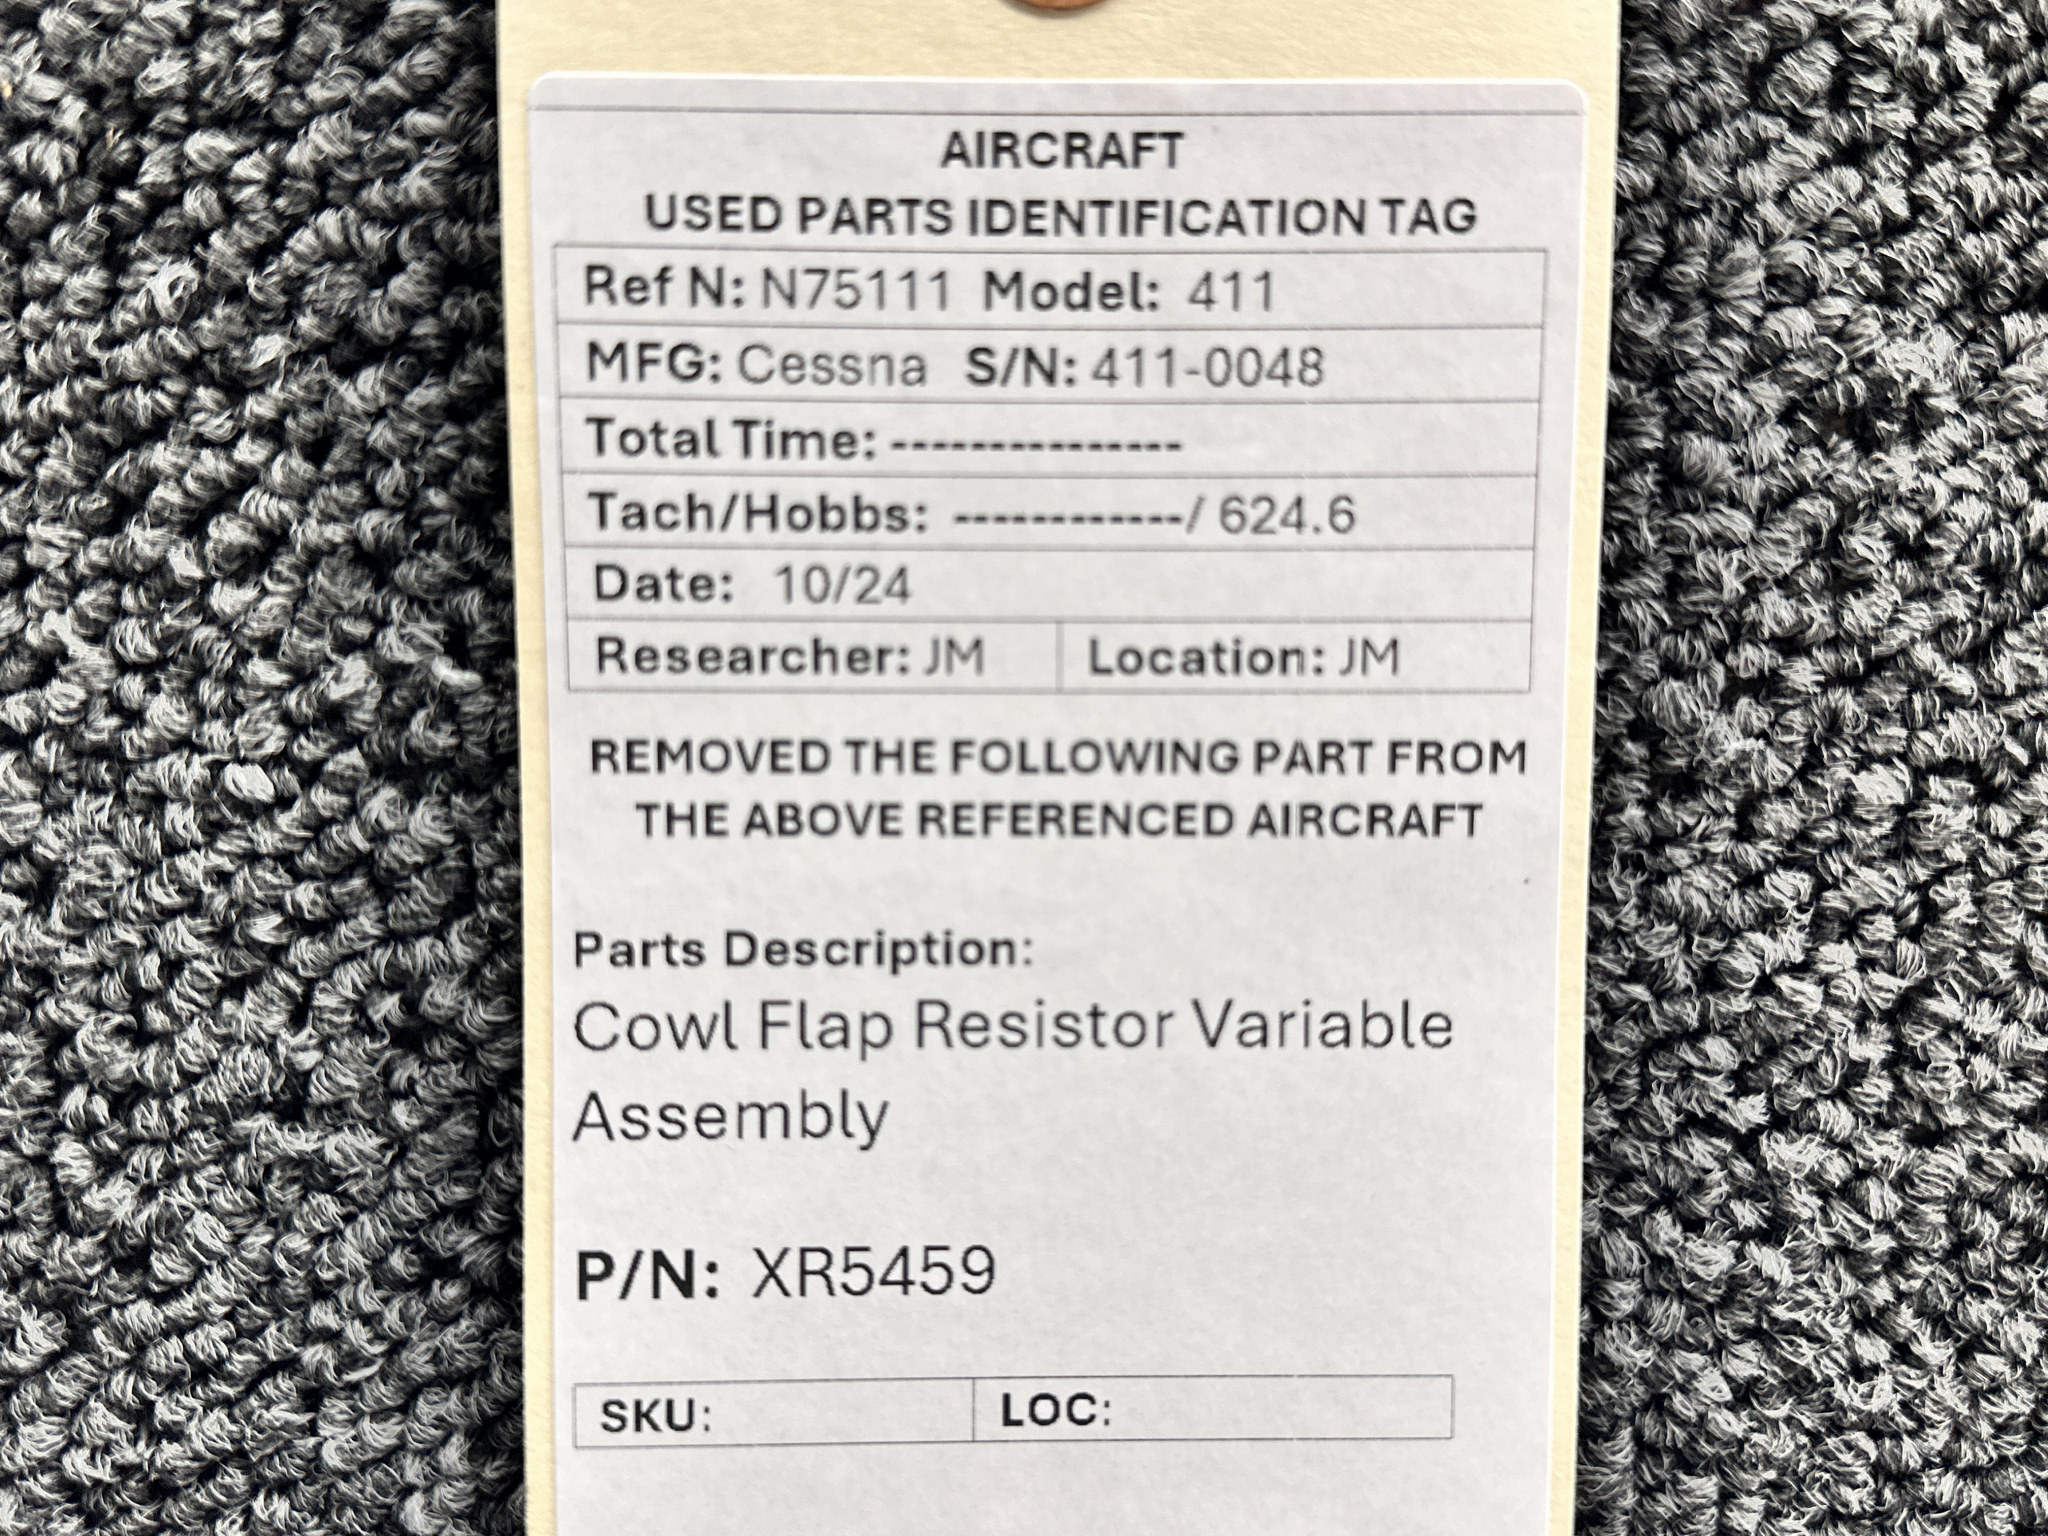 AIRCRAFT
USED PARTS IDENTIFICATION TAG
Ref N: N75111 Model: 411
MFG: Cessna S/N: 411-0048
Total Time: ---------------
Tach/Hobbs: ------------/ 624.6
Date: 10/24
Researcher: JM Location: JM
REMOVED THE FOLLOWING PART FROM
THE ABOVE REFERENCED AIRCRAFT
Parts Description:
Cowl Flap Resistor Variable
Assembly
P/N: XR5459
SKU: LOC: